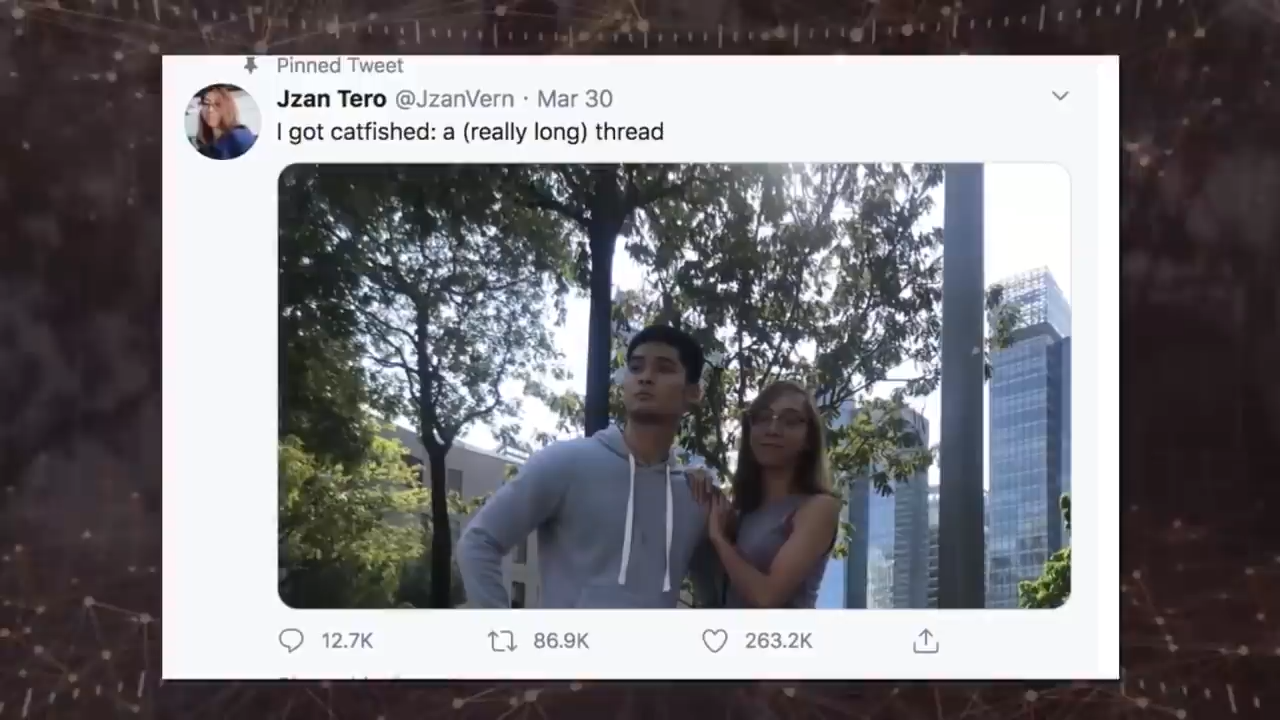 Pinned Tweet
Jzan Tero @JzanVern · Mar 30
I got catfished: a (really long) thread
12.7K 86.9K 263.2K